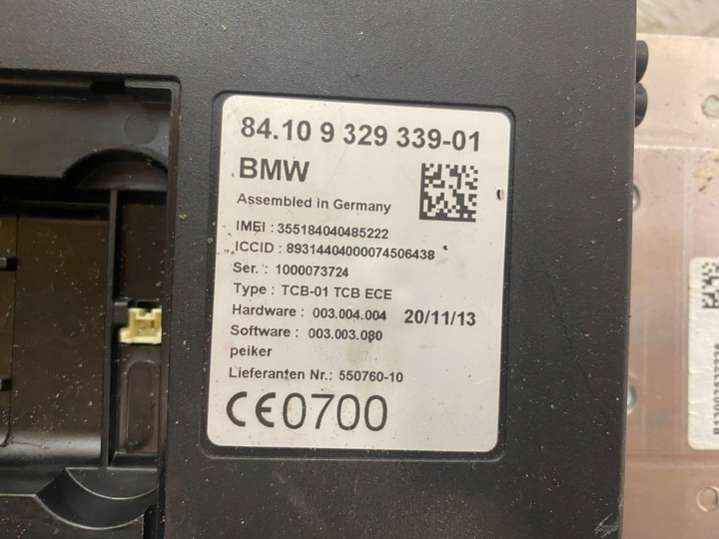 84.10 9 329 339-01
BMW
Assembled in Germany
IMEI : 355184040485222
ICCID : 89314404000074506438
Ser. : 1000073724
Type : TCB-01 TCB ECE
Hardware : 003.004.004 20/11/13
Software : 003.003.080
peiker
Lieferanten Nr.: 550760-10
CE0700